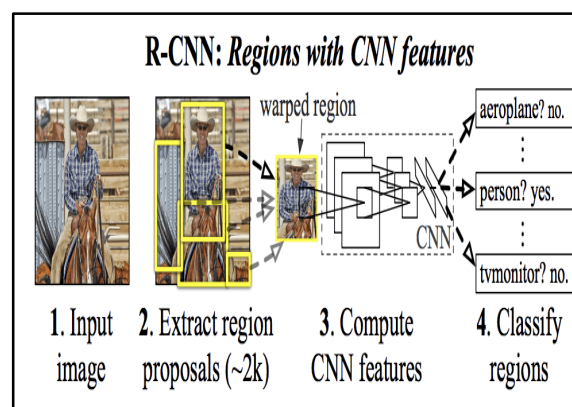 R-CNN: Regions with CNN features
warped region
aeroplane? no.
person? yes.
tvmonitor? no.
CNN
1. Input
image
2. Extract region
proposals (~2k)
3. Compute
CNN features
4. Classify
regions